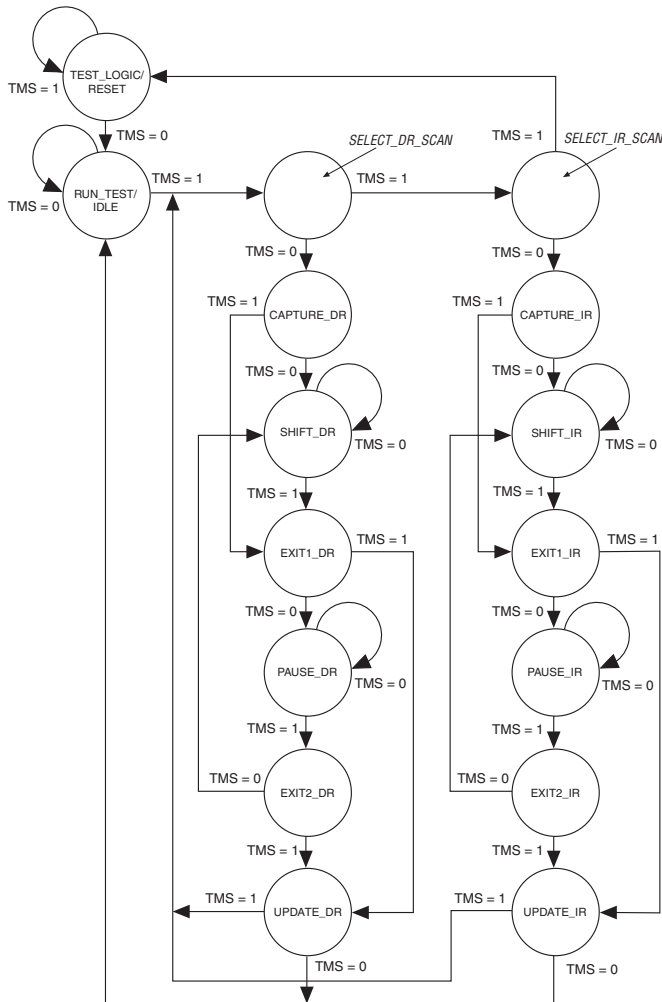 TEST_LOGIC/
RESET
TMS = 1
TMS = 0
SELECT_DR_SCAN
TMS = 1
SELECT_IR_SCAN
RUN_TEST/
IDLE
TMS = 0
TMS = 1
TMS = 1
TMS = 0
TMS = 0
TMS = 1
CAPTURE_DR
TMS = 1
CAPTURE_IR
TMS = 0
TMS = 0
SHIFT_DR
TMS = 0
SHIFT_IR
TMS = 0
TMS = 1
TMS = 1
EXIT1_DR
TMS = 1
EXIT1_IR
TMS = 1
TMS = 0
TMS = 0
PAUSE_DR
TMS = 0
PAUSE_IR
TMS = 0
TMS = 1
TMS = 1
TMS = 0
EXIT2_DR
TMS = 0
EXIT2_IR
TMS = 1
TMS = 1
TMS = 1
UPDATE_DR
TMS = 1
UPDATE_IR
TMS = 0
TMS = 0